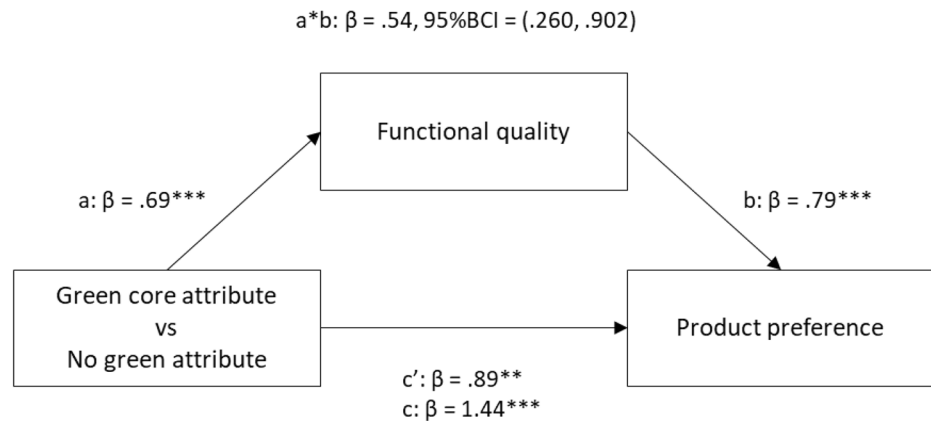 a*b: β = .54, 95%BCI = (.260, .902)
Functional quality
a: β = .69***
b: β = .79***
Green core attribute
vs
No green attribute
Product preference
c’: β = .89**
c: β = 1.44***